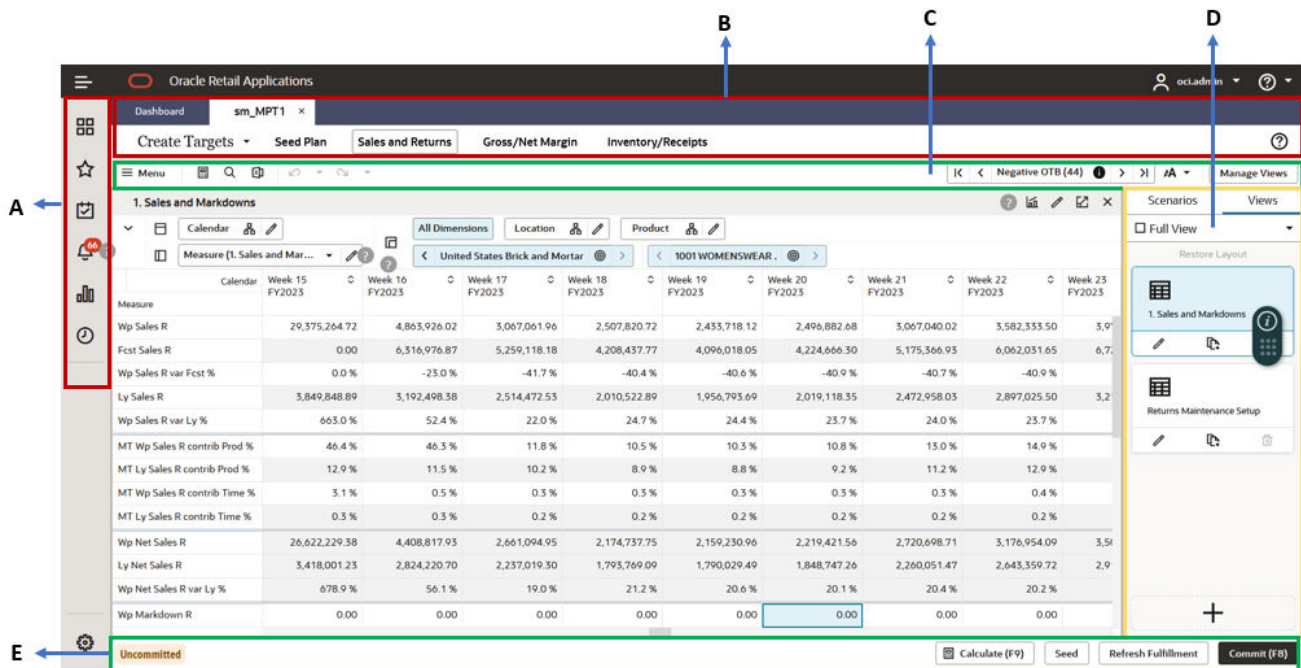 B
C
D
Oracle Retail Applications
oci.admin
Dashboard
sm_MPT1 ×
Create Targets
Seed Plan
Sales and Returns
Gross/Net Margin
Inventory/Receipts
A
Menu
Negative OTB (44)
Manage Views
1. Sales and Markdowns
Scenarios
Views
66
Calendar
All Dimensions
Location
Product
Full View
Measure (1. Sales and Mar...
United States Brick and Mortar
1001 WOMENSWEAR .
Restore Layout
Calendar
Week 15 Week 16 Week 17 Week 18 Week 19 Week 20 Week 21 Week 22 Week 23
FY2023 FY2023 FY2023 FY2023 FY2023 FY2023 FY2023 FY2023 FY2023
Measure
1. Sales and Markdowns
Wp Sales R 29,375,264.72 4,863,926.02 3,067,061.96 2,507,820.72 2,433,718.12 2,496,882.68 3,067,040.02 3,582,333.50
Fcst Sales R 0.00 6,316,976.87 5,259,118.18 4,208,437.77 4,096,018.05 4,224,666.30 5,175,366.93 6,062,031.65
Wp Sales R var Fcst % 0.0 % -23.0 % -41.7 % -40.4 % -40.6 % -40.9 % -40.7 % -40.9 %
Ly Sales R 3,849,848.89 3,192,498.38 2,514,472.53 2,010,522.89 1,956,793.69 2,019,118.35 2,472,958.03 2,897,025.50
Wp Sales R var Ly % 663.0 % 52.4 % 22.0 % 24.7 % 24.4 % 23.7 % 24.0 % 23.7 %
Returns Maintenance Setup
MT Wp Sales R contrib Prod % 46.4 % 46.3 % 11.8 % 10.5 % 10.3 % 10.8 % 13.0 % 14.9 %
MT Ly Sales R contrib Prod % 12.9 % 11.5 % 10.2 % 8.9 % 8.8 % 9.2 % 11.2 % 12.9 %
MT Wp Sales R contrib Time % 3.1 % 0.5 % 0.3 % 0.3 % 0.3 % 0.3 % 0.3 % 0.4 %
MT Ly Sales R contrib Time % 0.3 % 0.3 % 0.2 % 0.2 % 0.2 % 0.2 % 0.2 % 0.2 %
Wp Net Sales R 26,622,229.38 4,408,817.93 2,661,094.95 2,174,737.75 2,159,230.96 2,219,421.56 2,720,698.71 3,176,954.09
Ly Net Sales R 3,418,001.23 2,824,220.70 2,237,019.30 1,793,769.09 1,790,029.49 1,848,747.26 2,260,051.47 2,643,359.72
Wp Net Sales R var Ly % 678.9 % 56.1 % 19.0 % 21.2 % 20.6 % 20.1 % 20.4 % 20.2 %
Wp Markdown R 0.00 0.00 0.00 0.00 0.00 0.00 0.00 0.00
E
Uncommitted
Calculate (F9)
Seed
Refresh Fulfillment
Commit (F8)